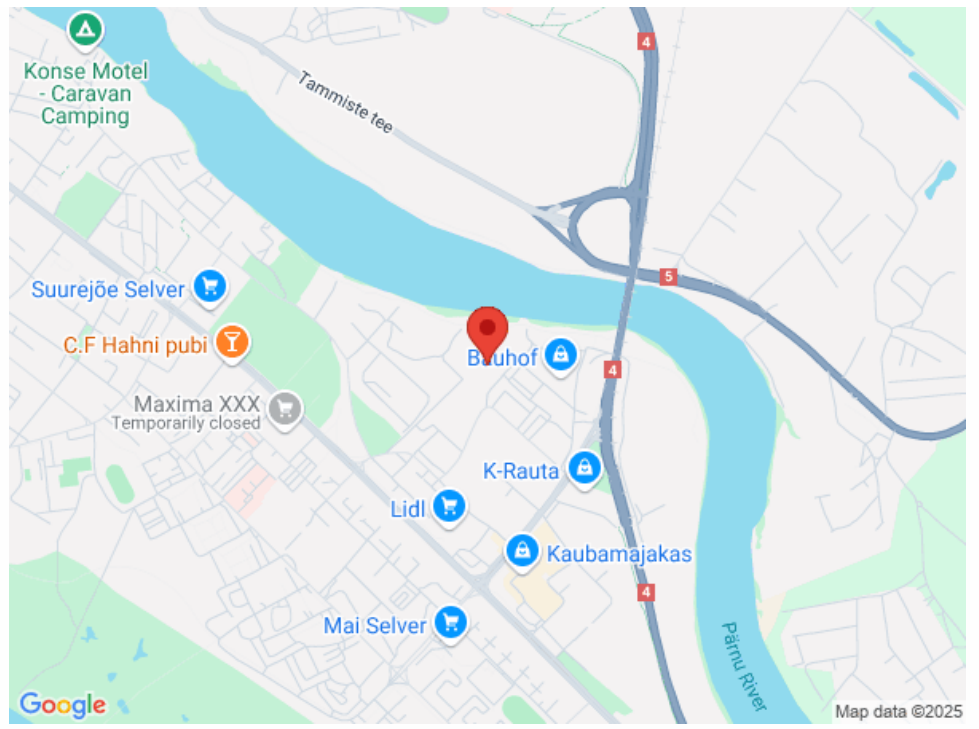 4
Konse Motel
- Caravan
Camping
Tammiste tee
5
Suurejõe Selver
C.F Hahni pubi
Bauhof
4
Maxima XXX
Temporarily closed
K-Rauta
Lidl
Kaubamajakas
4
Mai Selver
Pärnu River
Google
Map data ©2025